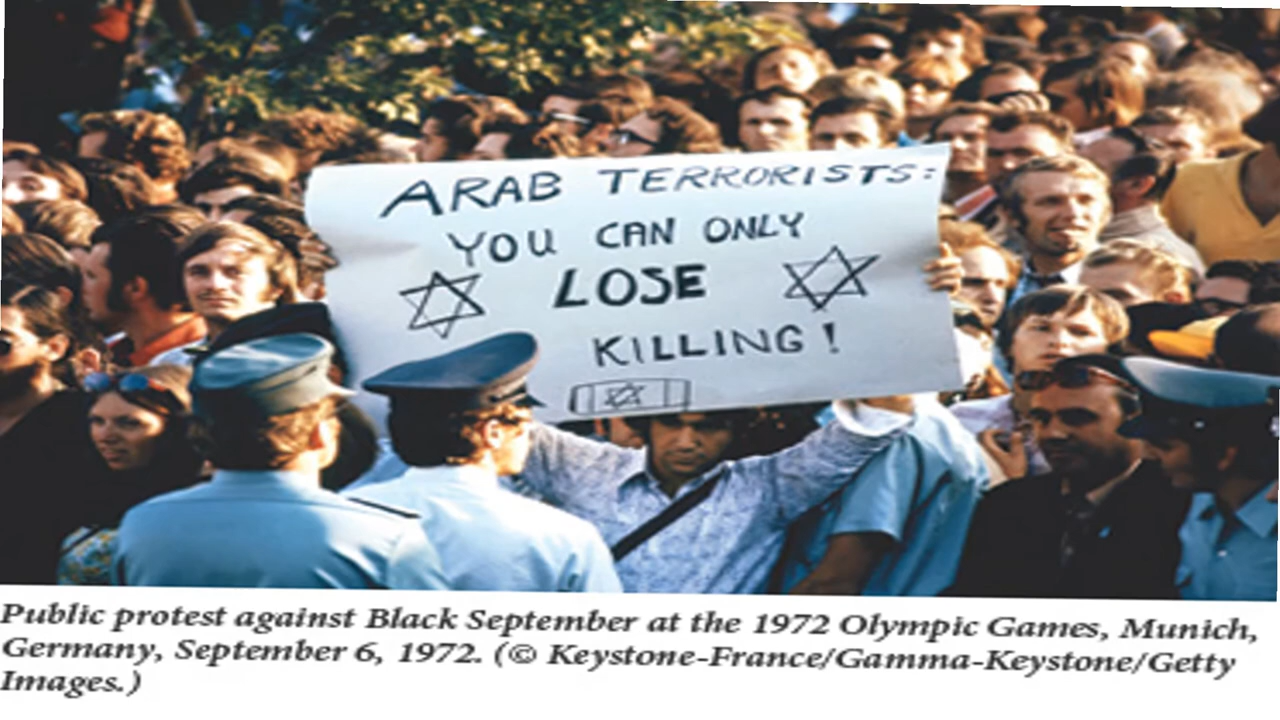 ARAB TERRORISTS:
YOU CAN ONLY
LOSE
KILLING!
Public protest against Black September at the 1972 Olympic Games, Munich,
Germany, September 6, 1972. (© Keystone-France/Gamma-Keystone/Getty
Images.)